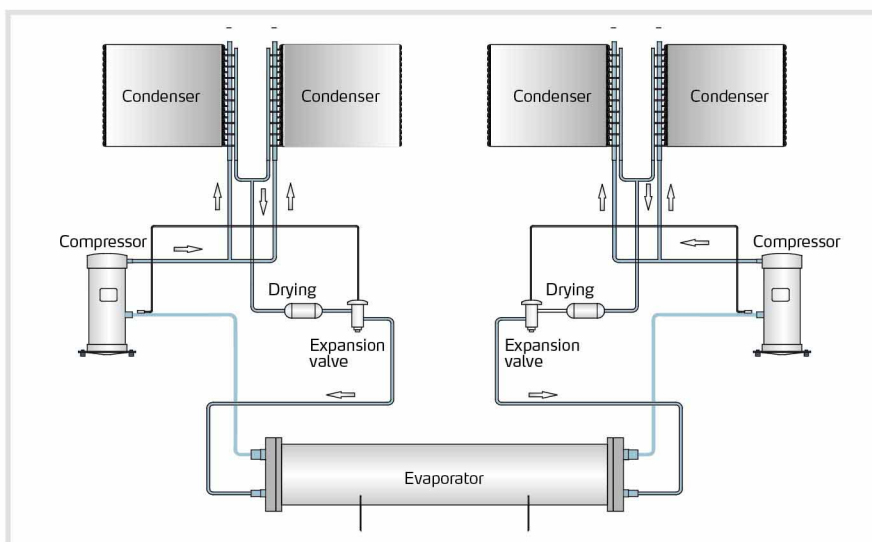 Condenser
Condenser
Condenser
Condenser
Compressor
Compressor
Drying
Drying
Expansion
valve
Expansion
valve
Evaporator